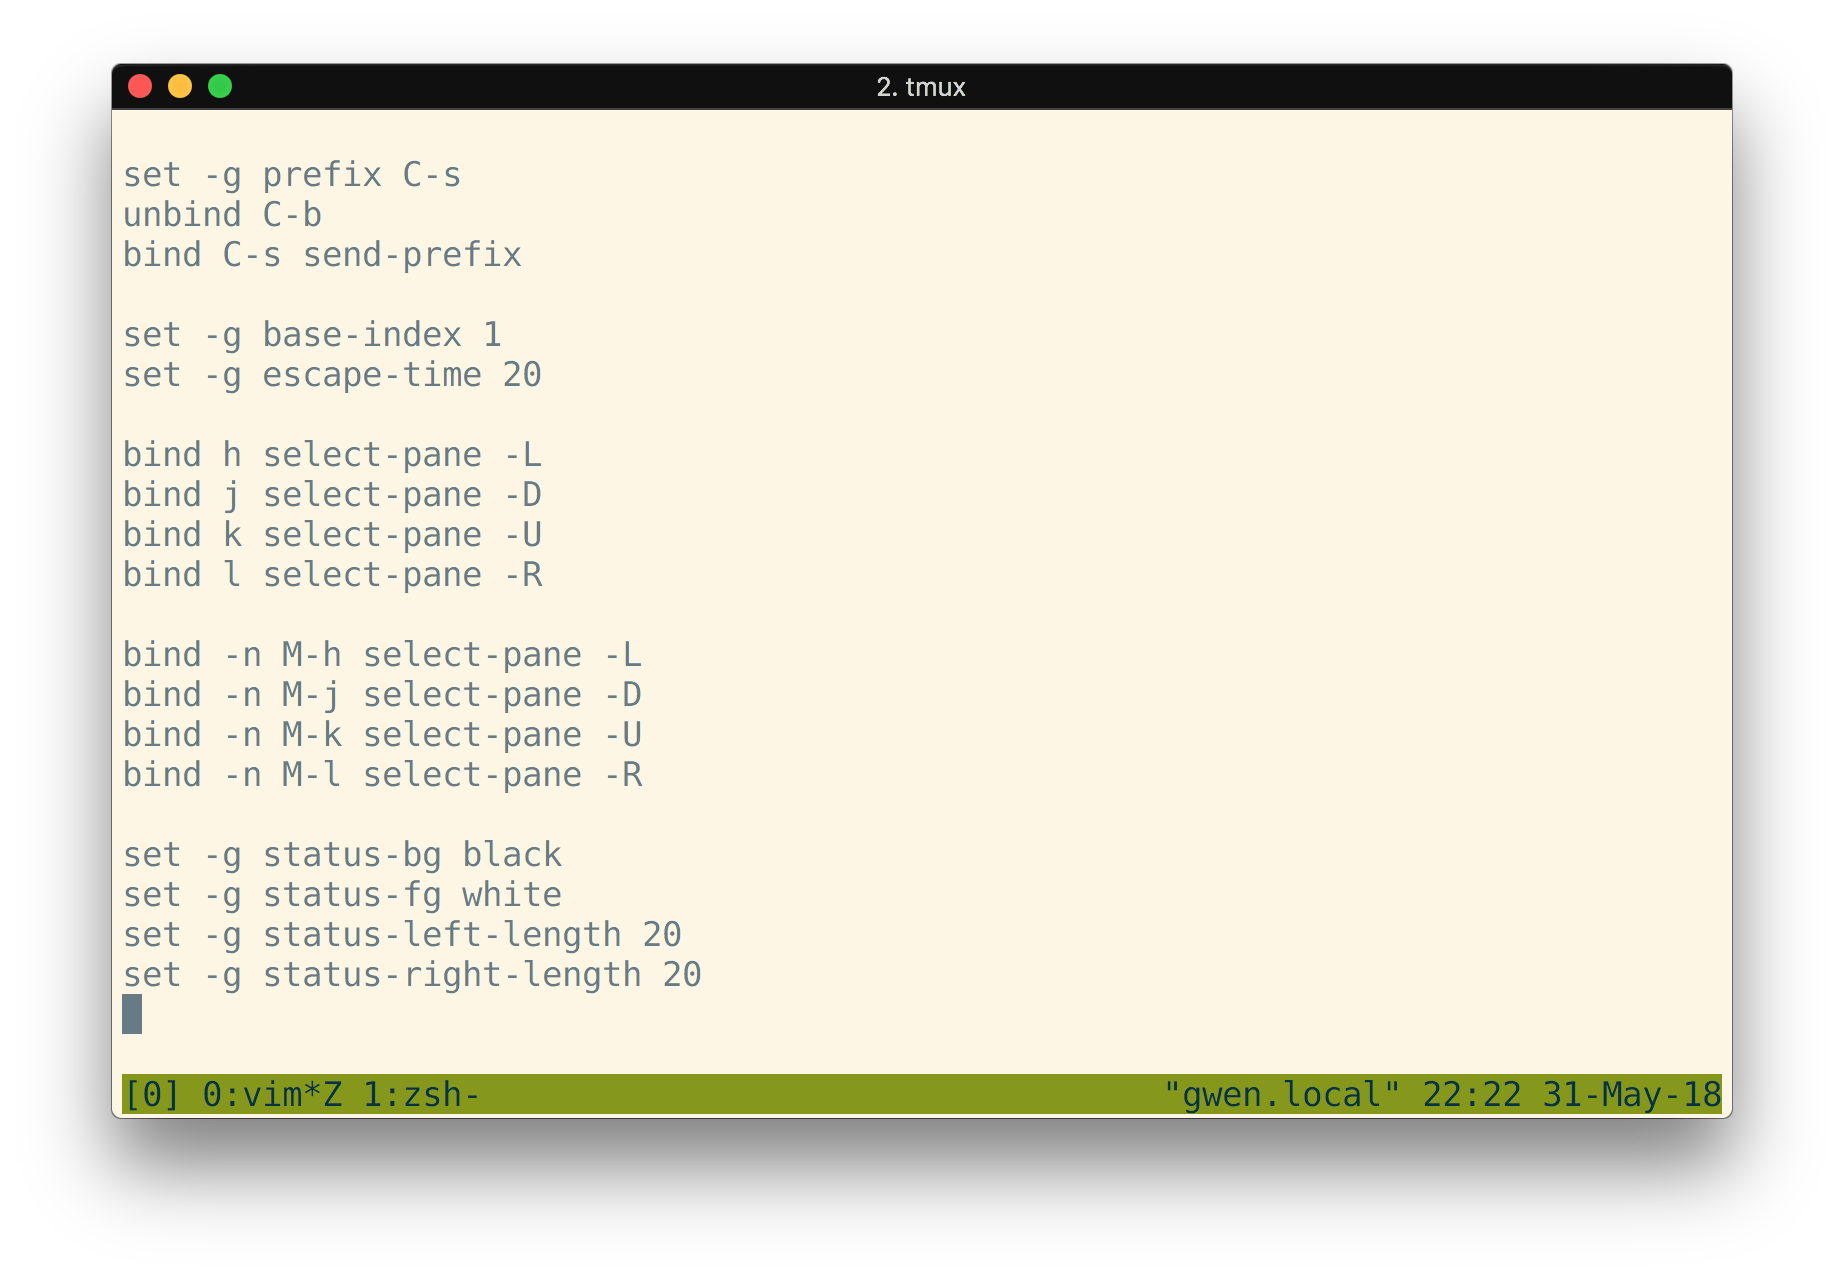 2. tmux
set -g prefix C-s
unbind C-b
bind C-s send-prefix
set -g base-index 1
set -g escape-time 20
bind h select-pane -L
bind j select-pane -D
bind k select-pane -U
bind l select-pane -R
bind -n M-h select-pane -L
bind -n M-j select-pane -D
bind -n M-k select-pane -U
bind -n M-l select-pane -R
set -g status-bg black
set -g status-fg white
set -g status-left-length 20
set -g status-right-length 20
[0] 0:vim*Z 1:zsh- "gwen.local" 22:22 31-May-18